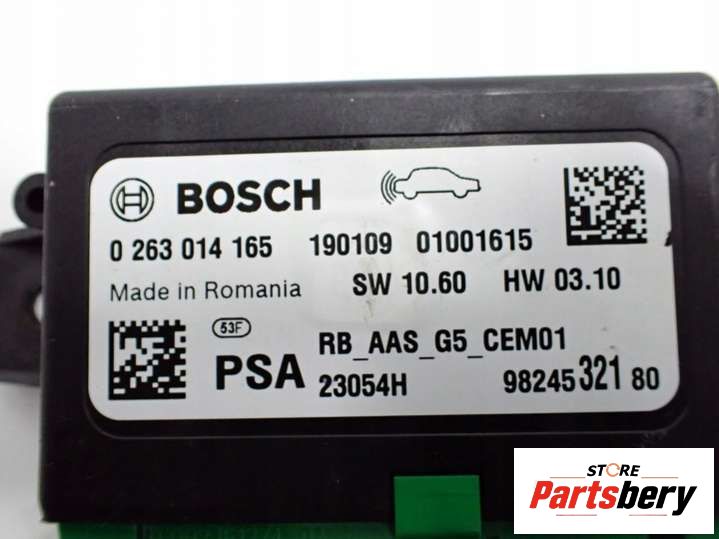 BOSCH
0 263 014 165 190109 01001615
Made in Romania SW 10.60 HW 03.10
53F
PSA
RB_AAS_G5_CEM01
23054H 98245 321 80
STORE
Partsbery